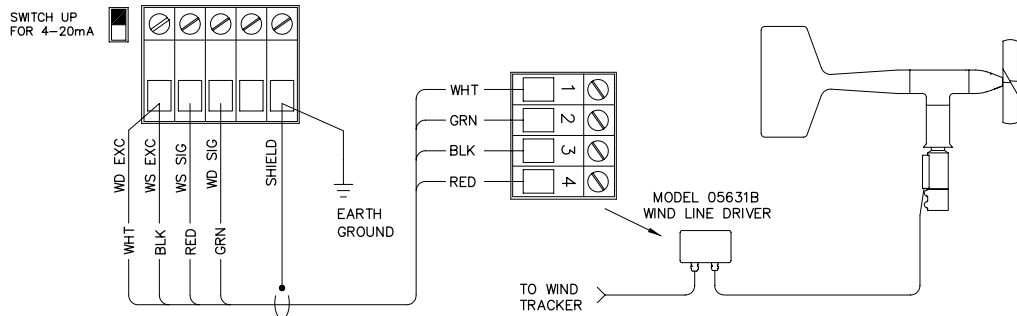 SWITCH UP
FOR 4-20mA
WD EXC
WS EXC
WS SIG
WD SIG
SHIELD
WHT
BLK
RED
GRN
EARTH
GROUND
WHT
GRN
BLK
RED
1
2
3
4
MODEL 05631B
WIND LINE DRIVER
TO WIND
TRACKER